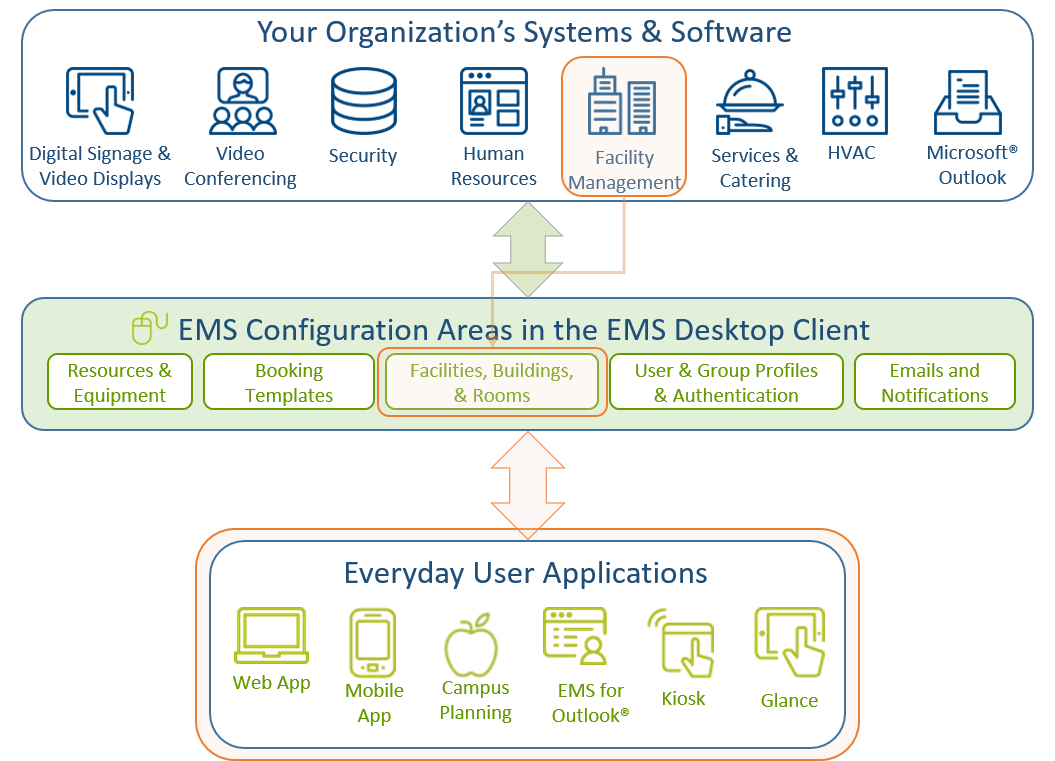 Your Organization's Systems & Software
Digital Signage &
Video Displays
Video
Conferencing
Security
Human
Resources
Facility
Management
Services &
Catering
HVAC
Microsoft®
Outlook
EMS Configuration Areas in the EMS Desktop Client
Resources &
Equipment
Booking
Templates
Facilities, Buildings,
& Rooms
User & Group Profiles
& Authentication
Emails and
Notifications
Everyday User Applications
Web App
Mobile
App
Campus
Planning
EMS for
Outlook®
Kiosk
Glance